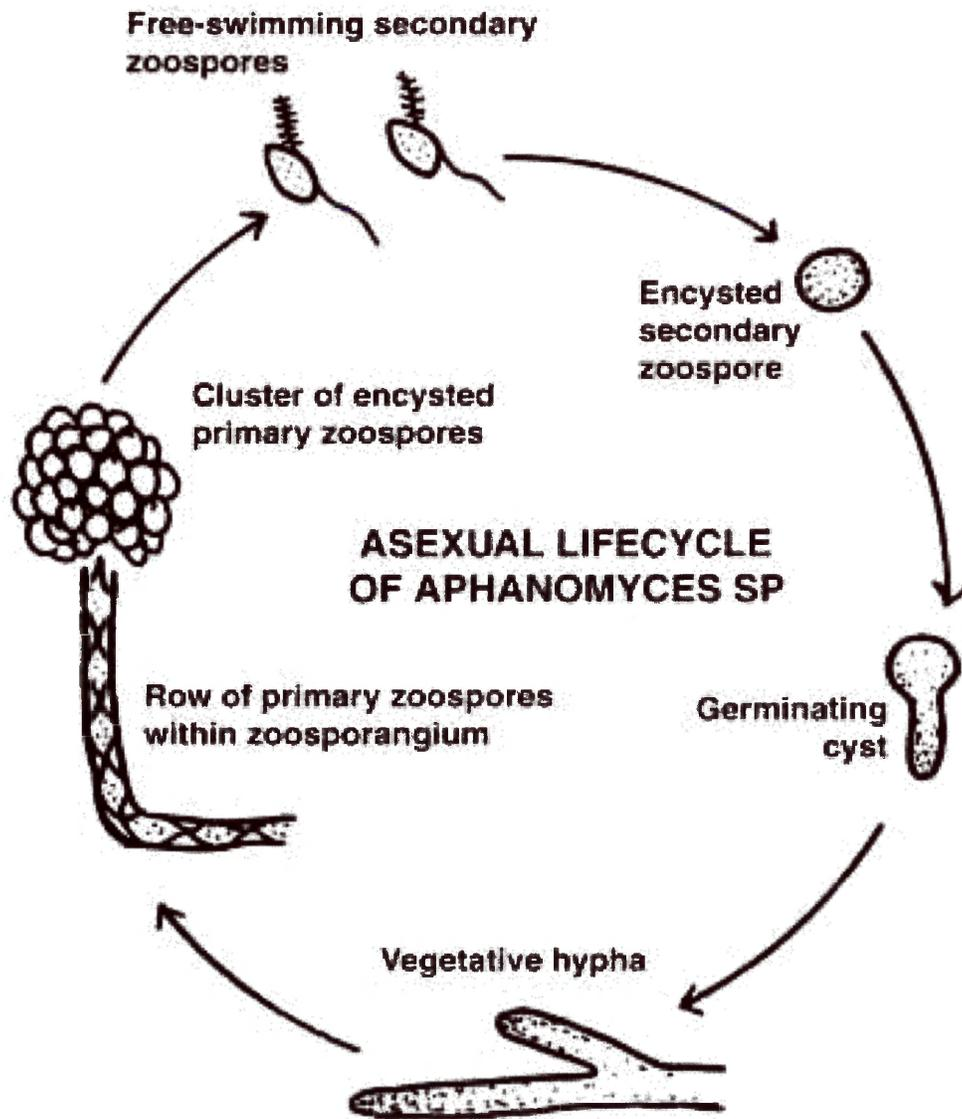 Free-swimming secondary
zoospores
Encysted
secondary
zoospore
Cluster of encysted
primary zoospores
ASEXUAL LIFECYCLE
OF APHANOMYCES SP
Row of primary zoospores
within zoosporangium
Germinating
cyst
Vegetative hypha